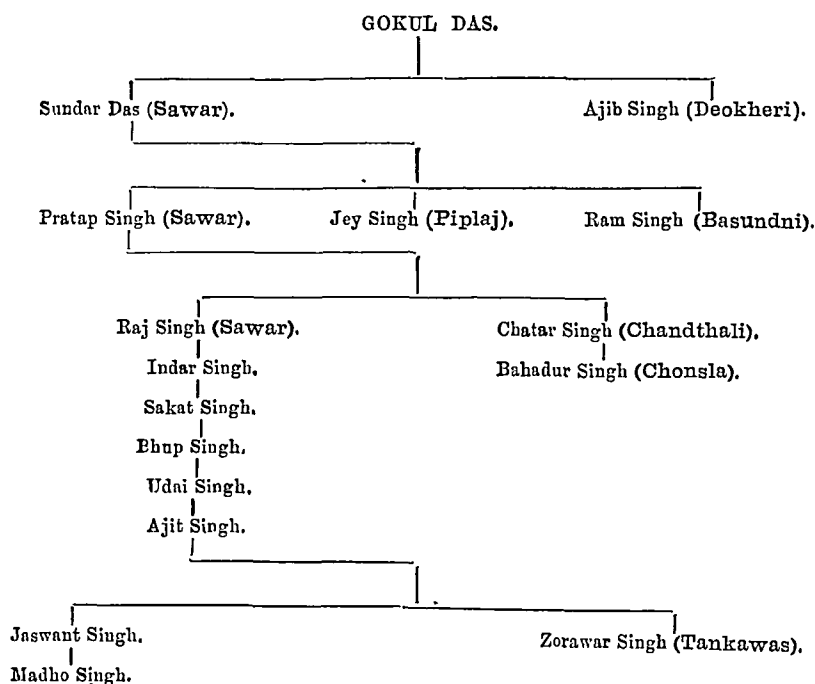 GOKUL DAS.
Sundar Das (Sawar). Ajib Singh (Deokheri).
Pratap Singh (Sawar). Jey Singh (Piplaj). Ram Singh (Basundni).
Raj Singh (Sawar). Chatar Singh (Chandthali).
Indar Singh. Bahadur Singh (Chonsla).
Sakat Singh.
Bhup Singh.
Udai Singh.
Ajit Singh.
Jaswant Singh. Zorawar Singh (Tankawas).
Madho Singh.